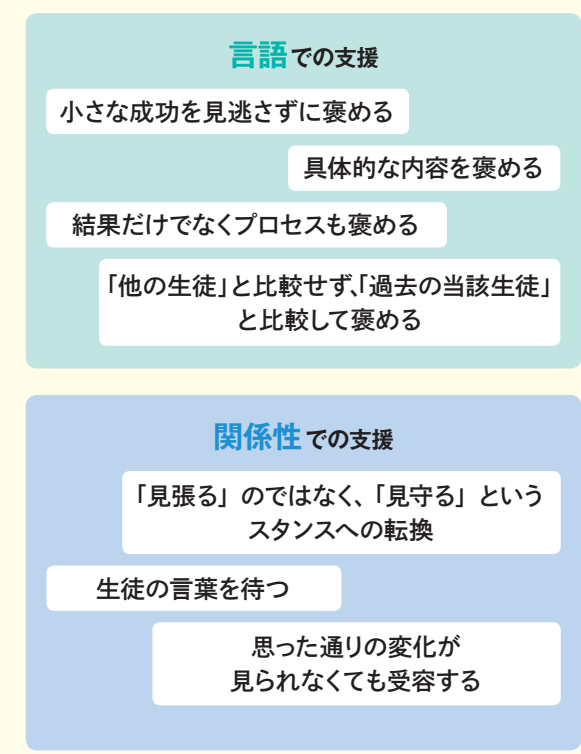 言語での支援
小さな成功を見逃さずに褒める
具体的な内容を褒める
結果だけでなくプロセスも褒める
「他の生徒」と比較せず、「過去の当該生徒」
と比較して褒める
関係性での支援
「見張る」のではなく、「見守る」という
スタンスへの転換
生徒の言葉を待つ
思った通りの変化が
見られなくても受容する